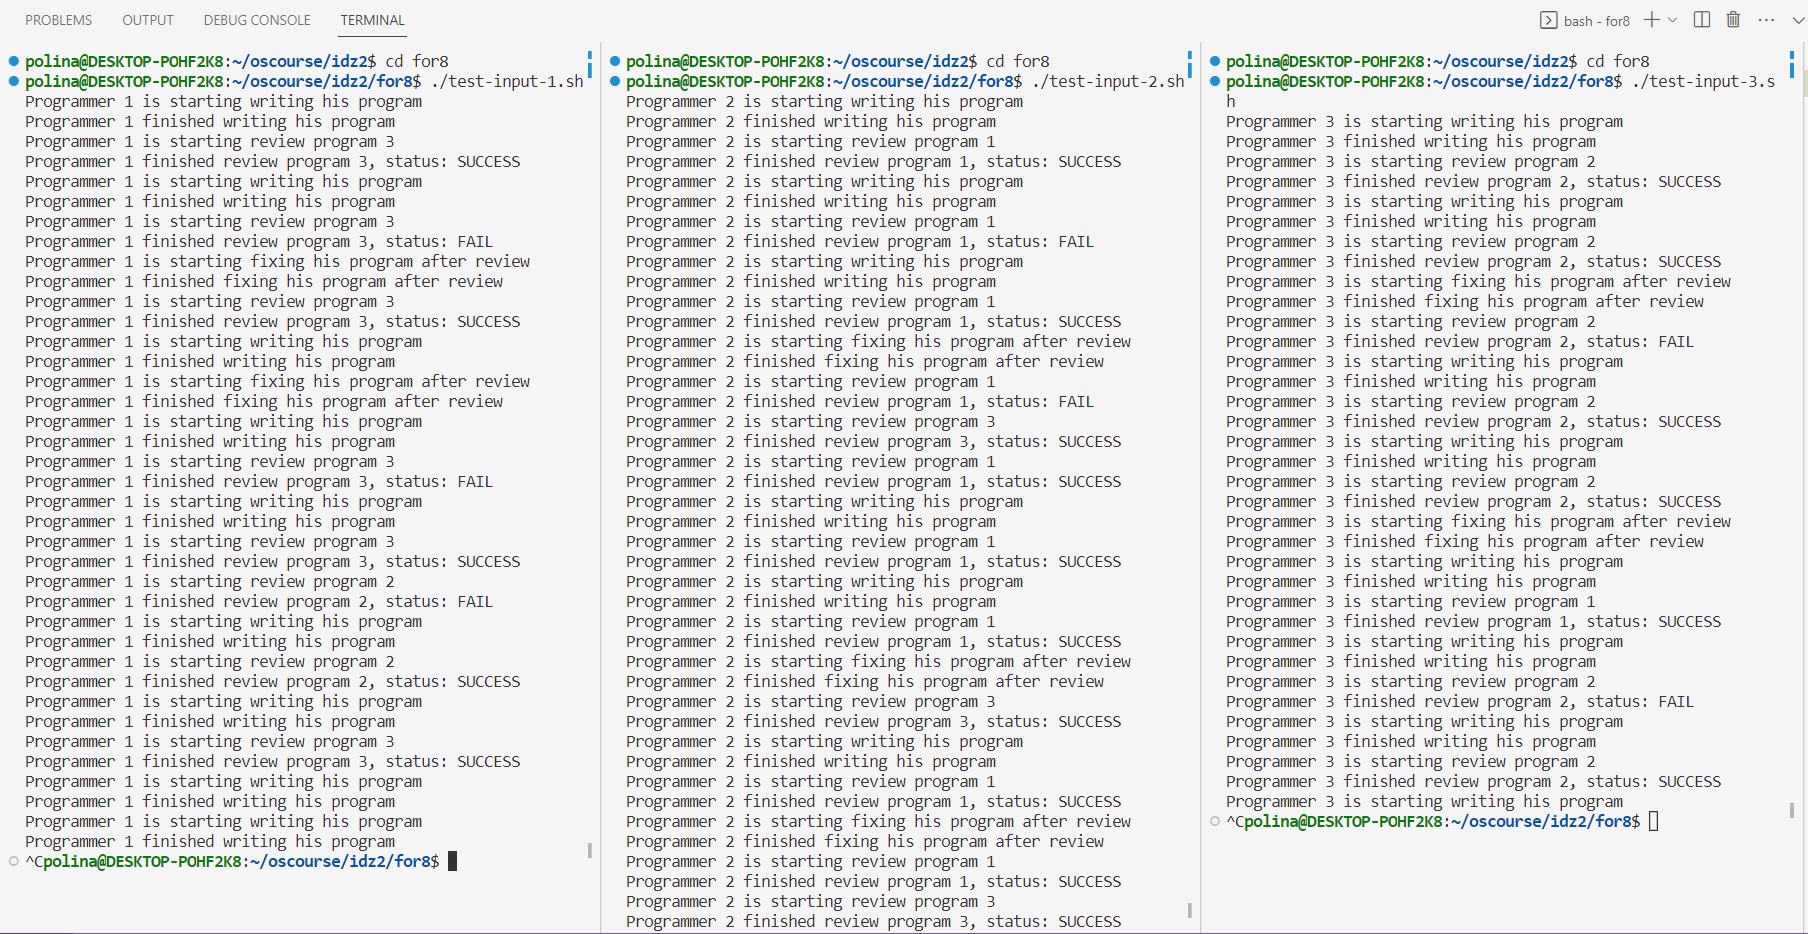 PROBLEMS OUTPUT DEBUG CONSOLE TERMINAL bash - for8
polina@DESKTOP-POHF2K8:~/oscourse/idz2$ cd for8
polina@DESKTOP-POHF2K8:~/oscourse/idz2/for8$ ./test-input-1.sh
Programmer 1 is starting writing his program
Programmer 1 finished writing his program
Programmer 1 is starting review program 3
Programmer 1 finished review program 3, status: SUCCESS
Programmer 1 is starting writing his program
Programmer 1 finished writing his program
Programmer 1 is starting review program 3
Programmer 1 finished review program 3, status: FAIL
Programmer 1 is starting fixing his program after review
Programmer 1 finished fixing his program after review
Programmer 1 is starting review program 3
Programmer 1 finished review program 3, status: SUCCESS
Programmer 1 is starting writing his program
Programmer 1 finished writing his program
Programmer 1 is starting fixing his program after review
Programmer 1 finished fixing his program after review
Programmer 1 is starting writing his program
Programmer 1 finished writing his program
Programmer 1 is starting review program 3
Programmer 1 finished review program 3, status: FAIL
Programmer 1 is starting writing his program
Programmer 1 finished writing his program
Programmer 1 is starting review program 3
Programmer 1 finished review program 3, status: SUCCESS
Programmer 1 is starting review program 2
Programmer 1 finished review program 2, status: FAIL
Programmer 1 is starting writing his program
Programmer 1 finished writing his program
Programmer 1 is starting review program 2
Programmer 1 finished review program 2, status: SUCCESS
Programmer 1 is starting writing his program
Programmer 1 finished writing his program
Programmer 1 is starting review program 3
Programmer 1 finished review program 3, status: SUCCESS
Programmer 1 is starting writing his program
Programmer 1 finished writing his program
Programmer 1 is starting writing his program
Programmer 1 finished writing his program
^Cpolina@DESKTOP-POHF2K8:~/oscourse/idz2/for8$
polina@DESKTOP-POHF2K8:~/oscourse/idz2$ cd for8
polina@DESKTOP-POHF2K8:~/oscourse/idz2/for8$ ./test-input-2.sh
Programmer 2 is starting writing his program
Programmer 2 finished writing his program
Programmer 2 is starting review program 1
Programmer 2 finished review program 1, status: SUCCESS
Programmer 2 is starting writing his program
Programmer 2 finished writing his program
Programmer 2 is starting review program 1
Programmer 2 finished review program 1, status: FAIL
Programmer 2 is starting writing his program
Programmer 2 finished writing his program
Programmer 2 is starting review program 1
Programmer 2 finished review program 1, status: SUCCESS
Programmer 2 is starting fixing his program after review
Programmer 2 finished fixing his program after review
Programmer 2 is starting review program 1
Programmer 2 finished review program 1, status: FAIL
Programmer 2 is starting review program 3
Programmer 2 finished review program 3, status: SUCCESS
Programmer 2 is starting review program 1
Programmer 2 finished review program 1, status: SUCCESS
Programmer 2 is starting writing his program
Programmer 2 finished writing his program
Programmer 2 is starting review program 1
Programmer 2 finished review program 1, status: SUCCESS
Programmer 2 is starting writing his program
Programmer 2 finished writing his program
Programmer 2 is starting review program 1
Programmer 2 finished review program 1, status: SUCCESS
Programmer 2 is starting fixing his program after review
Programmer 2 finished fixing his program after review
Programmer 2 is starting review program 3
Programmer 2 finished review program 3, status: SUCCESS
Programmer 2 is starting writing his program
Programmer 2 finished writing his program
Programmer 2 is starting review program 1
Programmer 2 finished review program 1, status: SUCCESS
Programmer 2 is starting fixing his program after review
Programmer 2 finished fixing his program after review
Programmer 2 is starting review program 1
Programmer 2 finished review program 1, status: SUCCESS
Programmer 2 is starting review program 3
Programmer 2 finished review program 3, status: SUCCESS
polina@DESKTOP-POHF2K8:~/oscourse/idz2$ cd for8
polina@DESKTOP-POHF2K8:~/oscourse/idz2/for8$ ./test-input-3.s
h
Programmer 3 is starting writing his program
Programmer 3 finished writing his program
Programmer 3 is starting review program 2
Programmer 3 finished review program 2, status: SUCCESS
Programmer 3 is starting writing his program
Programmer 3 finished writing his program
Programmer 3 is starting review program 2
Programmer 3 finished review program 2, status: SUCCESS
Programmer 3 is starting fixing his program after review
Programmer 3 finished fixing his program after review
Programmer 3 is starting review program 2
Programmer 3 finished review program 2, status: FAIL
Programmer 3 is starting writing his program
Programmer 3 finished writing his program
Programmer 3 is starting review program 2
Programmer 3 finished review program 2, status: SUCCESS
Programmer 3 is starting writing his program
Programmer 3 finished writing his program
Programmer 3 is starting review program 2
Programmer 3 finished review program 2, status: SUCCESS
Programmer 3 is starting fixing his program after review
Programmer 3 finished fixing his program after review
Programmer 3 is starting writing his program
Programmer 3 finished writing his program
Programmer 3 is starting review program 1
Programmer 3 finished review program 1, status: SUCCESS
Programmer 3 is starting writing his program
Programmer 3 finished writing his program
Programmer 3 is starting review program 2
Programmer 3 finished review program 2, status: FAIL
Programmer 3 is starting writing his program
Programmer 3 finished writing his program
Programmer 3 is starting review program 2
Programmer 3 finished review program 2, status: SUCCESS
Programmer 3 is starting writing his program
^Cpolina@DESKTOP-POHF2K8:~/oscourse/idz2/for8$